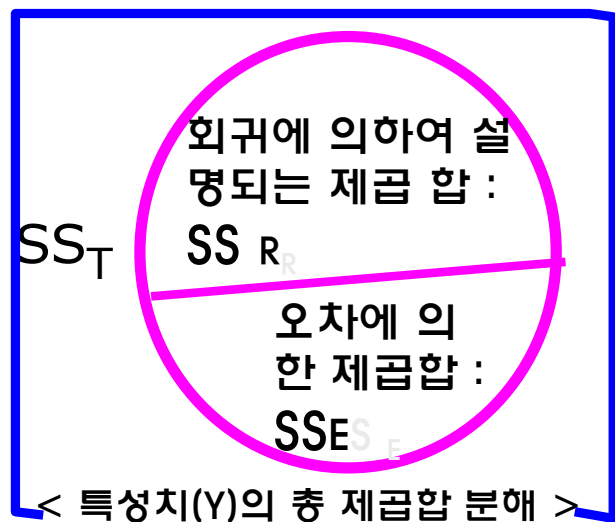 회귀에 의하여 설
명되는 제곱 합 :
SS R R
SST
오차에 의
한 제곱합 :
SSES E
< 특성치(Y)의 총 제곱합 분해 >